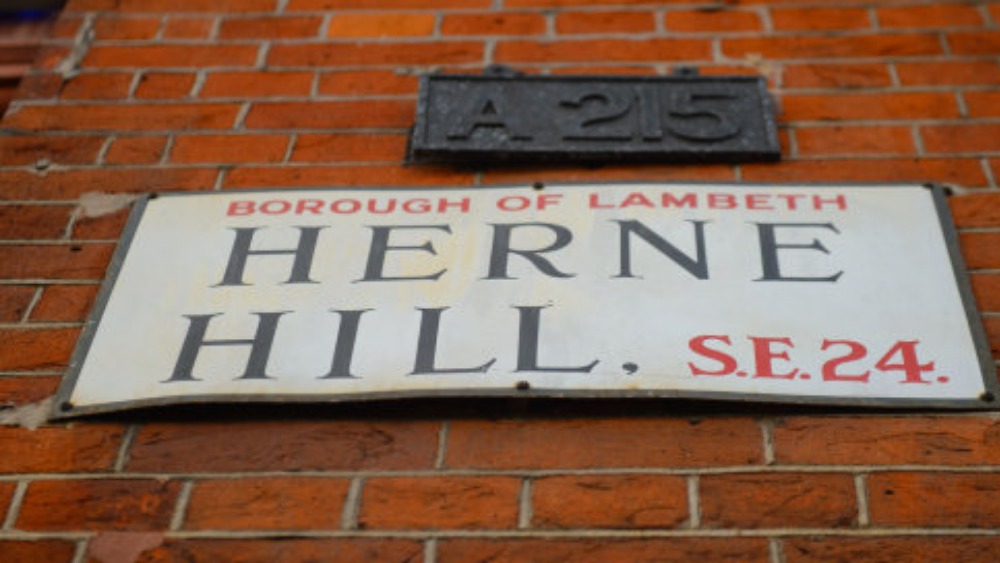 A 215
BOROUGH OF LAMBETH
HERNE
HILL, S.E.24.